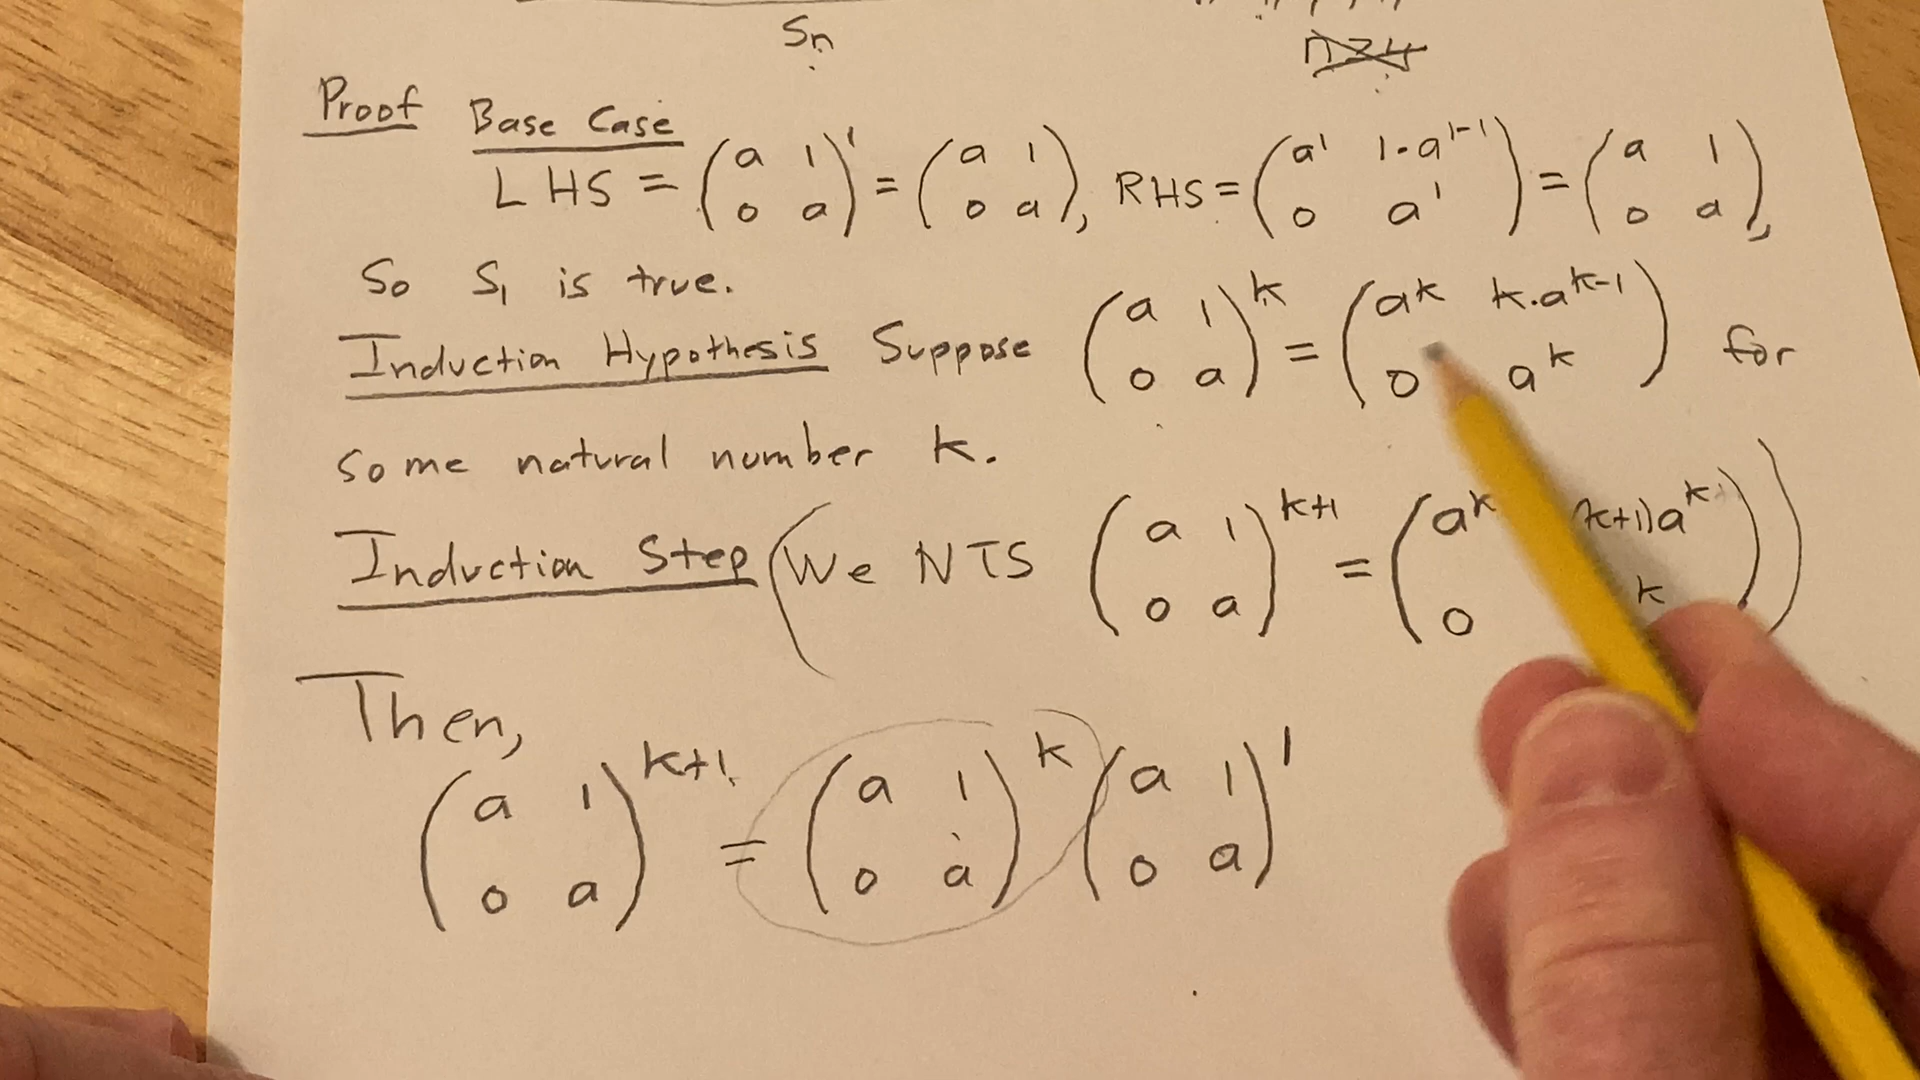 Sn
n≥4
Proof Base Case
LHS = (a 1 0 a)^1 = (a 1 0 a), RHS = (a^1 1·a^{1-1} 0 a^1) = (a 1 0 a),
So S1 is true.
Induction Hypothesis Suppose (a 1 0 a)^k = (a^k k·a^{k-1} 0 a^k) for
some natural number k.
Induction Step (We NTS (a 1 0 a)^{k+1} = (a^k k+1)a^k 0 k))
Then,
(a 1 0 a)^{k+1} = (a 1 0 a)^k (a 1 0 a)^1